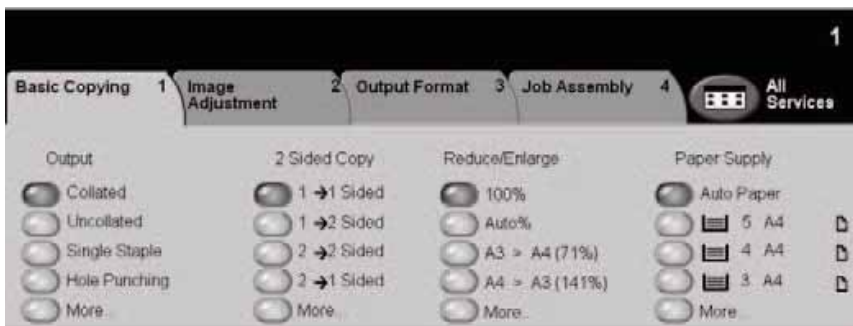 1
Basic Copying 1 Image Adjustment 2 Output Format 3 Job Assembly 4 All Services
Output 2 Sided Copy Reduce/Enlarge Paper Supply
Collated 1 ➔1 Sided 100% Auto Paper
Uncollated 1 ➔2 Sided Auto% 5 A4
Single Staple 2 ➔2 Sided A3 > A4 (71%) 4 A4
Hole Punching 2 ➔1 Sided A4 > A3 (141%) 3 A4
More... More... More... More...